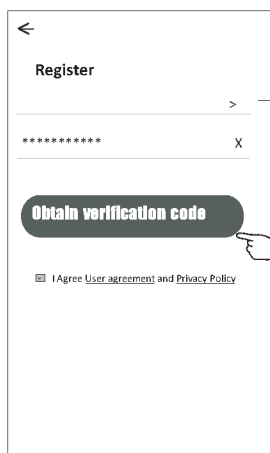 Register
>
***********
X
Obtain verification code
I Agree User agreement and Privacy Policy